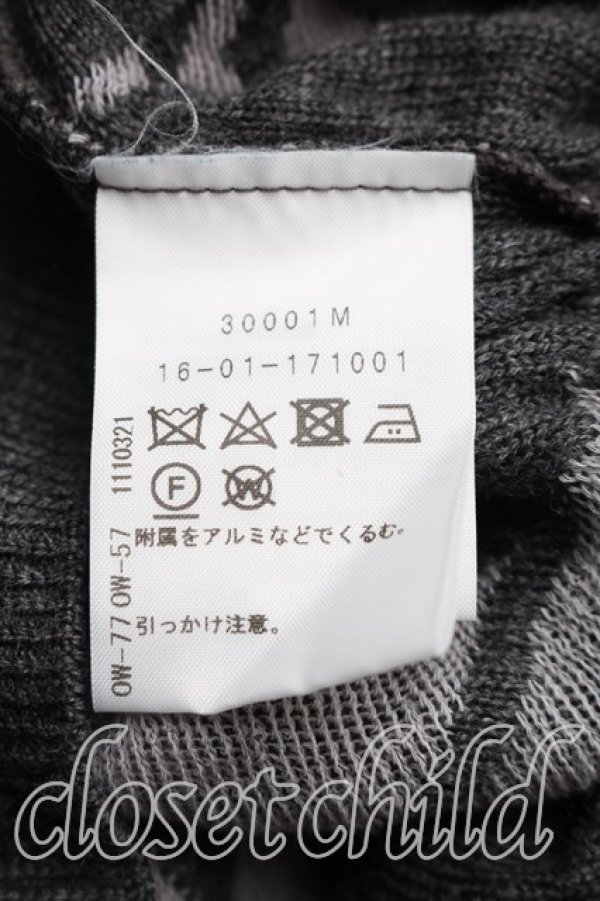 30001M
16-01-171001
F W
附属をアルミなどでくるむ。
引っかけ注意。
OW-77 OW-57 1110321
closet child